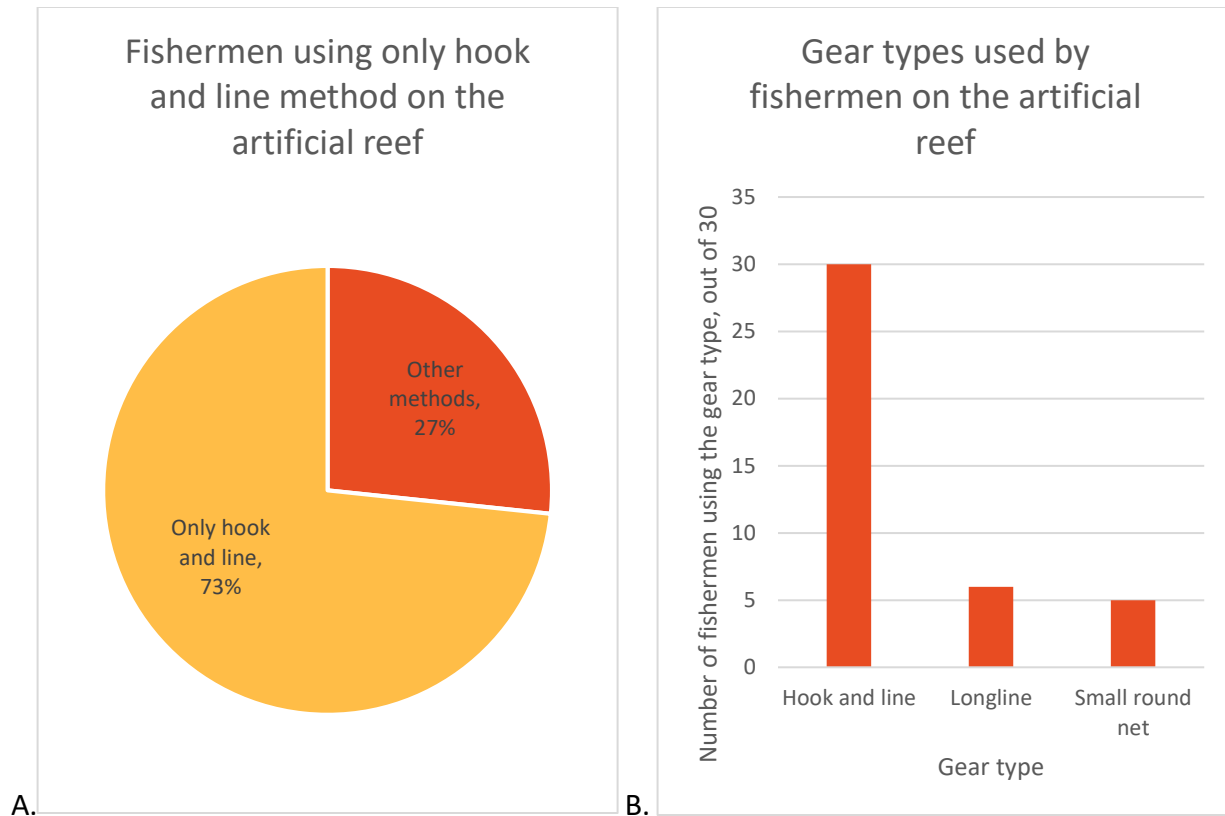 Fishermen using only hook
and line method on the
artificial reef
Other
methods,
27%
Only hook
and line,
73%
A.
Gear types used by
fishermen on the artificial
reef
Number of fishermen using the gear type, out of 30
35
30
25
20
15
10
5
0
Hook and line
Longline
Small round
net
Gear type
B.